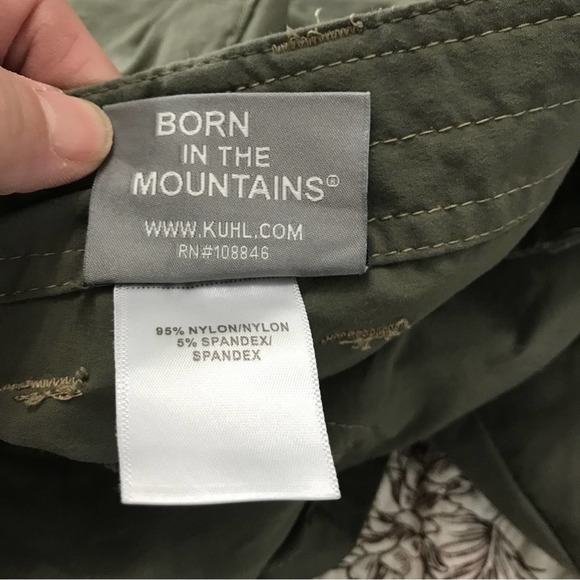 BORN
IN THE
MOUNTAINS®
WWW.KUHL.COM
RN#108846
95% NYLON/NYLON
5% SPANDEX/
SPANDEX